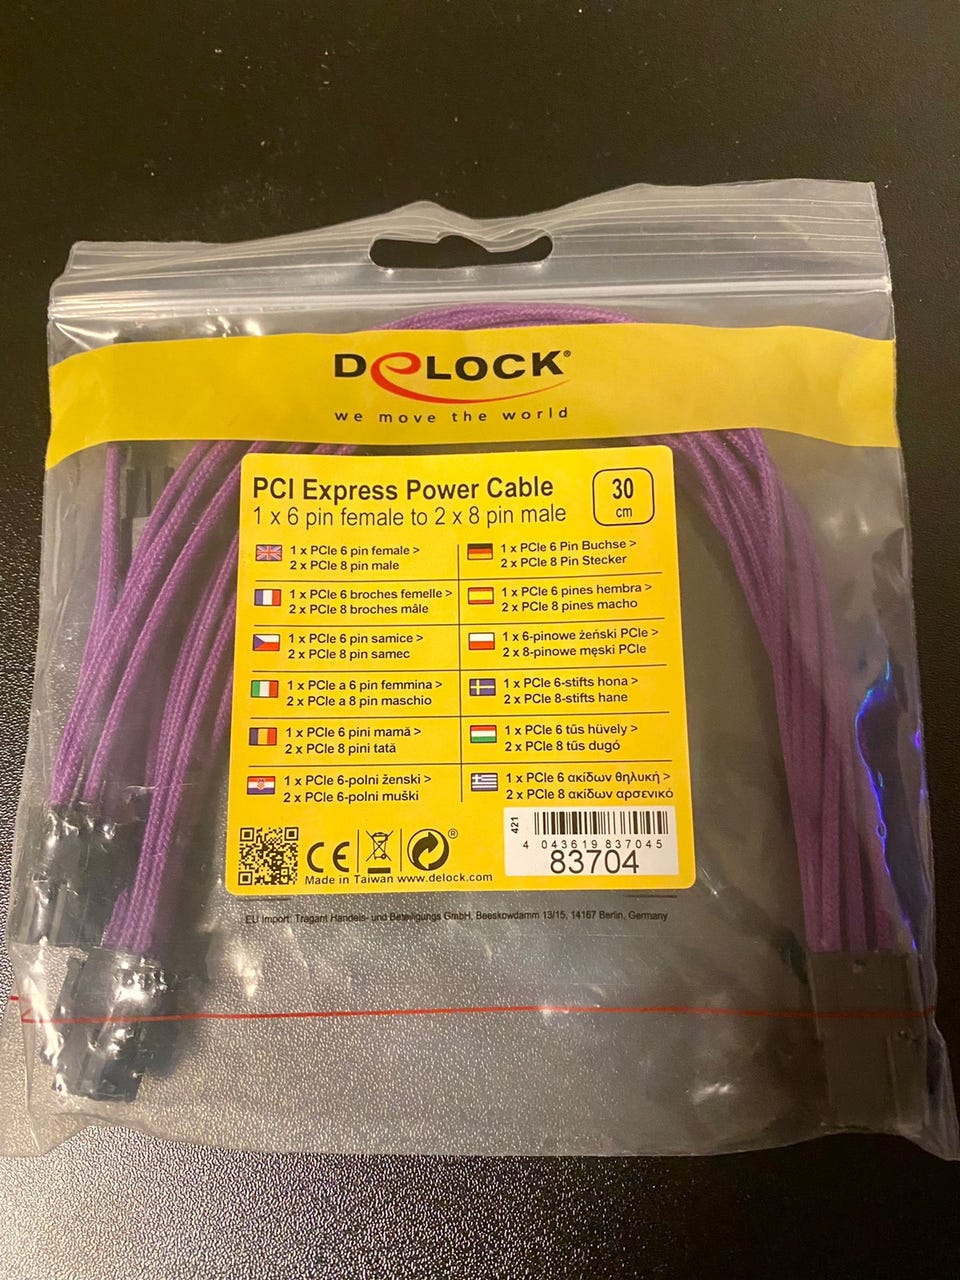 DELOCK®
we move the world
PCI Express Power Cable
1 x 6 pin female to 2 x 8 pin male
30
cm
1 x PCIe 6 pin female >
2 x PCIe 8 pin male
1 x PCIe 6 Pin Buchse >
2 x PCIe 8 Pin Stecker
1 x PCIe 6 broches femelle >
2 x PCIe 8 broches mâle
1 x PCIe 6 pines hembra >
2 x PCIe 8 pines macho
1 x PCIe 6 pin samice >
2 x PCIe 8 pin samec
1 x 6-pinowe żeński PCIe >
2 x 8-pinowe męski PCIe
1 x PCIe a 6 pin femmina >
2 x PCIe a 8 pin maschio
1 x PCIe 6-stifts hona >
2 x PCIe 8-stifts hane
1 x PCIe 6 pini mamă >
2 x PCIe 8 pini tată
1 x PCIe 6 tűs hüvely >
2 x PCIe 8 tűs dugó
1 x PCIe 6-polni ženski >
2 x PCIe 6-polni muški
1 x PCIe 6 ακίδων θηλυκή >
2 x PCIe 8 ακίδων αρσενικό
CE
®
421
4 043619 837045
83704
Made in Taiwan www.delock.com
EU Import: Tragant Handels- und Beteiligungs GmbH, Beeskowdamm 13/15, 14167 Berlin, Germany